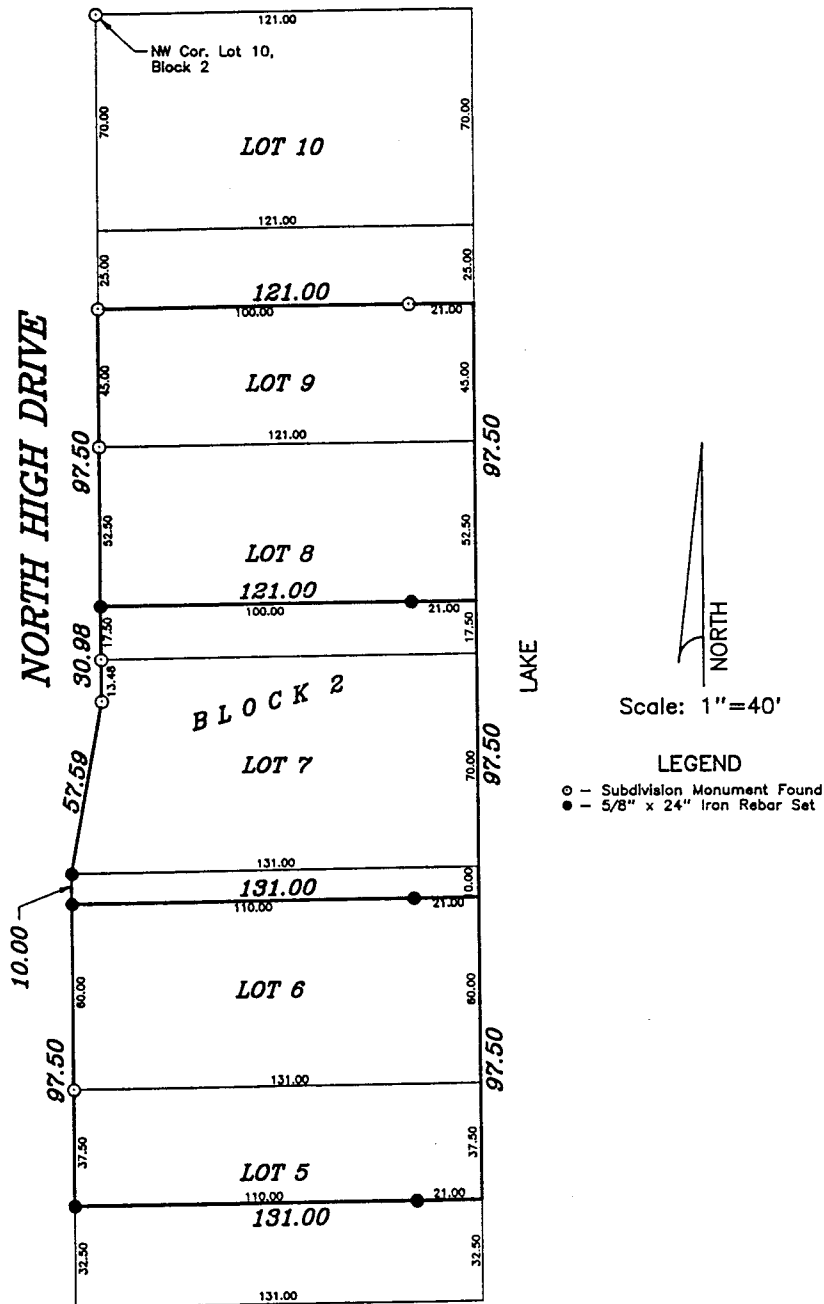 121.00
NW Cor. Lot 10,
Block 2
70.00
70.00
LOT 10
121.00
25.00
25.00
121.00
100.00
21.00
NORTH HIGH DRIVE
45.00
LOT 9
45.00
97.50
121.00
97.50
52.50
52.50
LOT 8
121.00
100.00
21.00
30.98
17.50
17.50
13.48
BLOCK 2
LAKE
57.59
LOT 7
70.00
97.50
131.00
10.00
131.00
110.00
21.00
10.00
60.00
LOT 6
60.00
97.50
131.00
97.50
37.50
37.50
LOT 5
110.00
21.00
131.00
32.50
32.50
131.00
NORTH
Scale: 1"=40'
LEGEND
⊙ – Subdivision Monument Found
● – 5/8" x 24" Iron Rebar Set